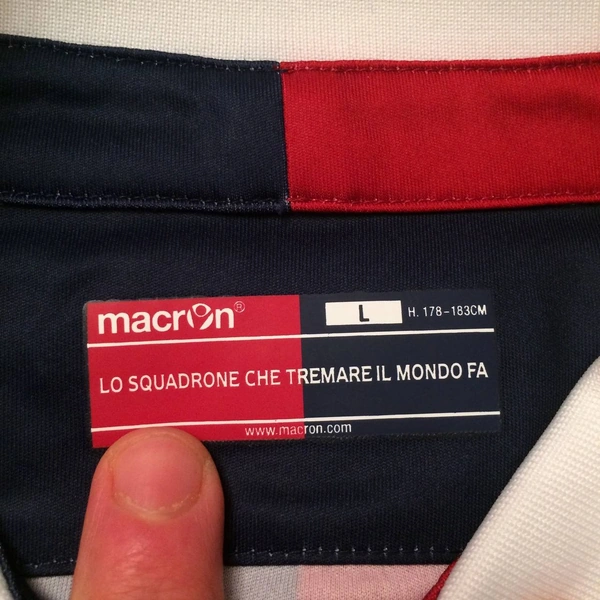 macron® L H. 178-183CM
LO SQUADRONE CHE TREMARE IL MONDO FA
www.macron.com